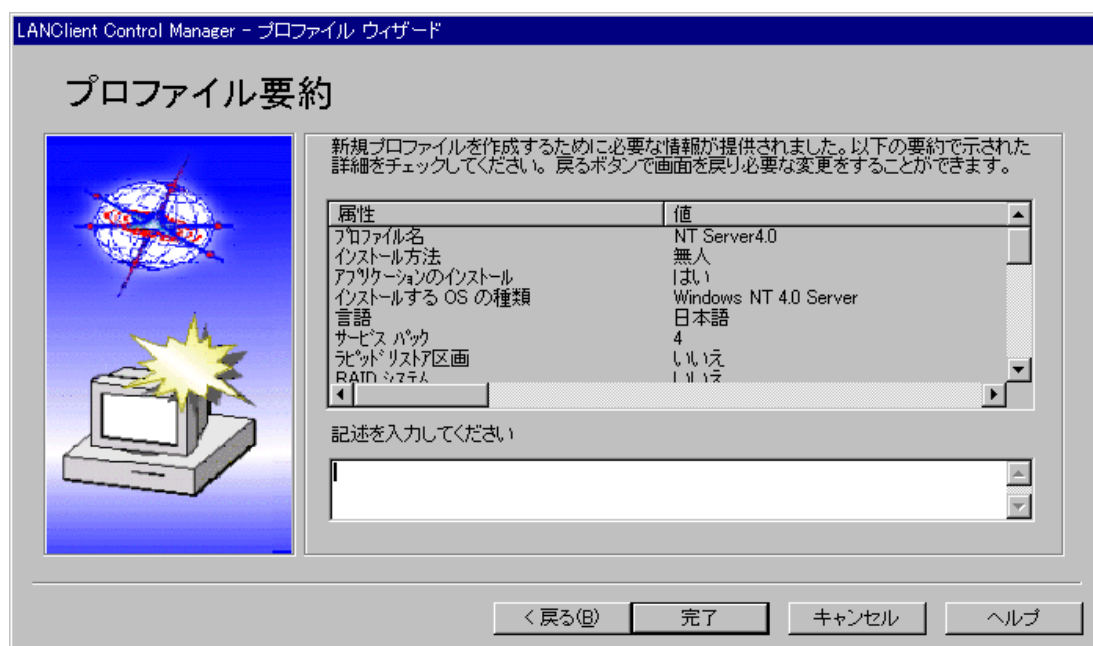 LANClient Control Manager - プロファイル ウィザード
プロファイル要約
新規プロファイルを作成するために必要な情報が提供されました。以下の要約で示された
詳細をチェックしてください。戻るボタンで画面を戻り必要な変更をすることができます。
属性 値
プロファイル名 NT Server4.0
インストール方法 無人
アプリケーションのインストール はい
インストールする OS の種類 Windows NT 4.0 Server
言語 日本語
サービス パック 4
ラピッド リストア区画 いいえ
RAID システム いいえ
記述を入力してください
< 戻る(B) 完了 キャンセル ヘルプ